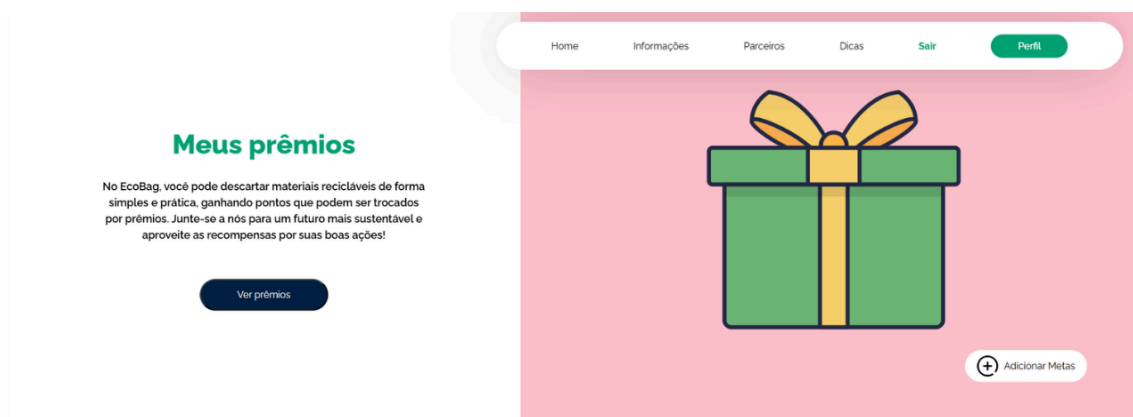 Home
Informações
Parceiros
Dicas
Sair
Perfil
Meus prêmios
No EcoBag, você pode descartar materiais recicláveis de forma
simples e prática, ganhando pontos que podem ser trocados
por prêmios. Junte-se a nós para um futuro mais sustentável e
aproveite as recompensas por suas boas ações!
Ver prêmios
Adicionar Metas